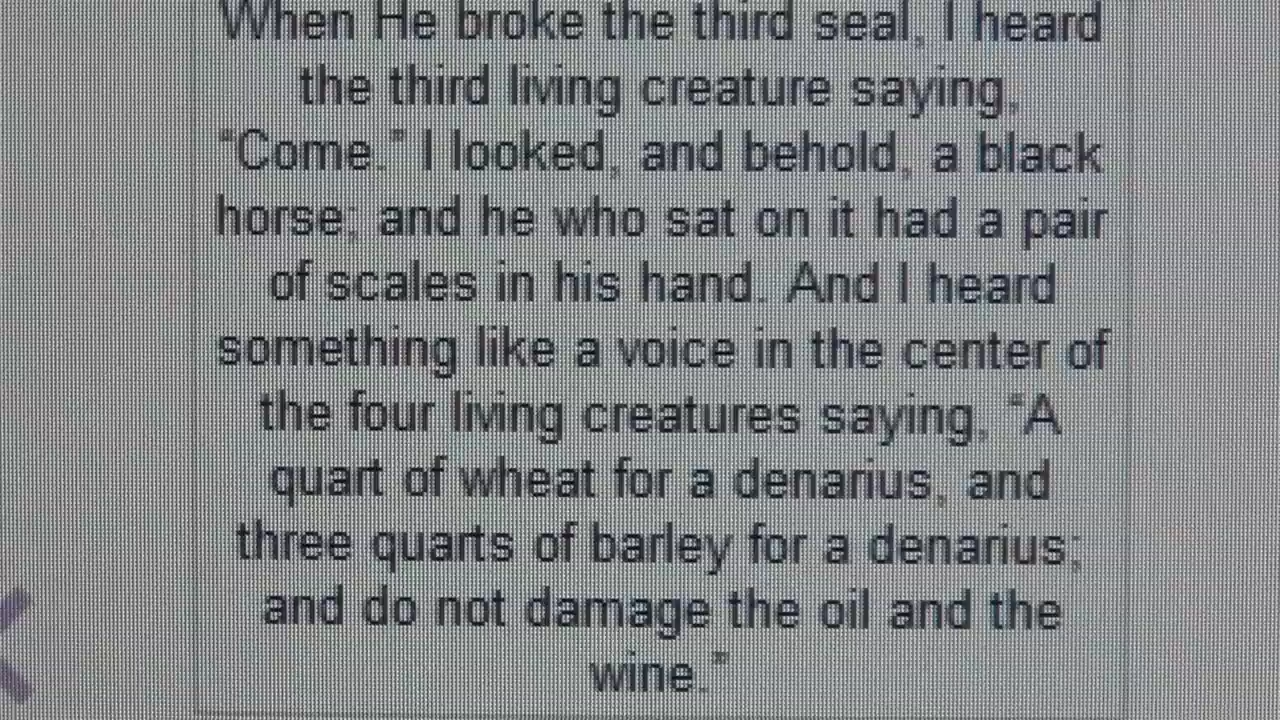 When He broke the third seal, I heard
the third living creature saying,
“Come.” I looked, and behold, a black
horse; and he who sat on it had a pair
of scales in his hand. And I heard
something like a voice in the center of
the four living creatures saying, “A
quart of wheat for a denarius, and
three quarts of barley for a denarius;
and do not damage the oil and the
wine.”